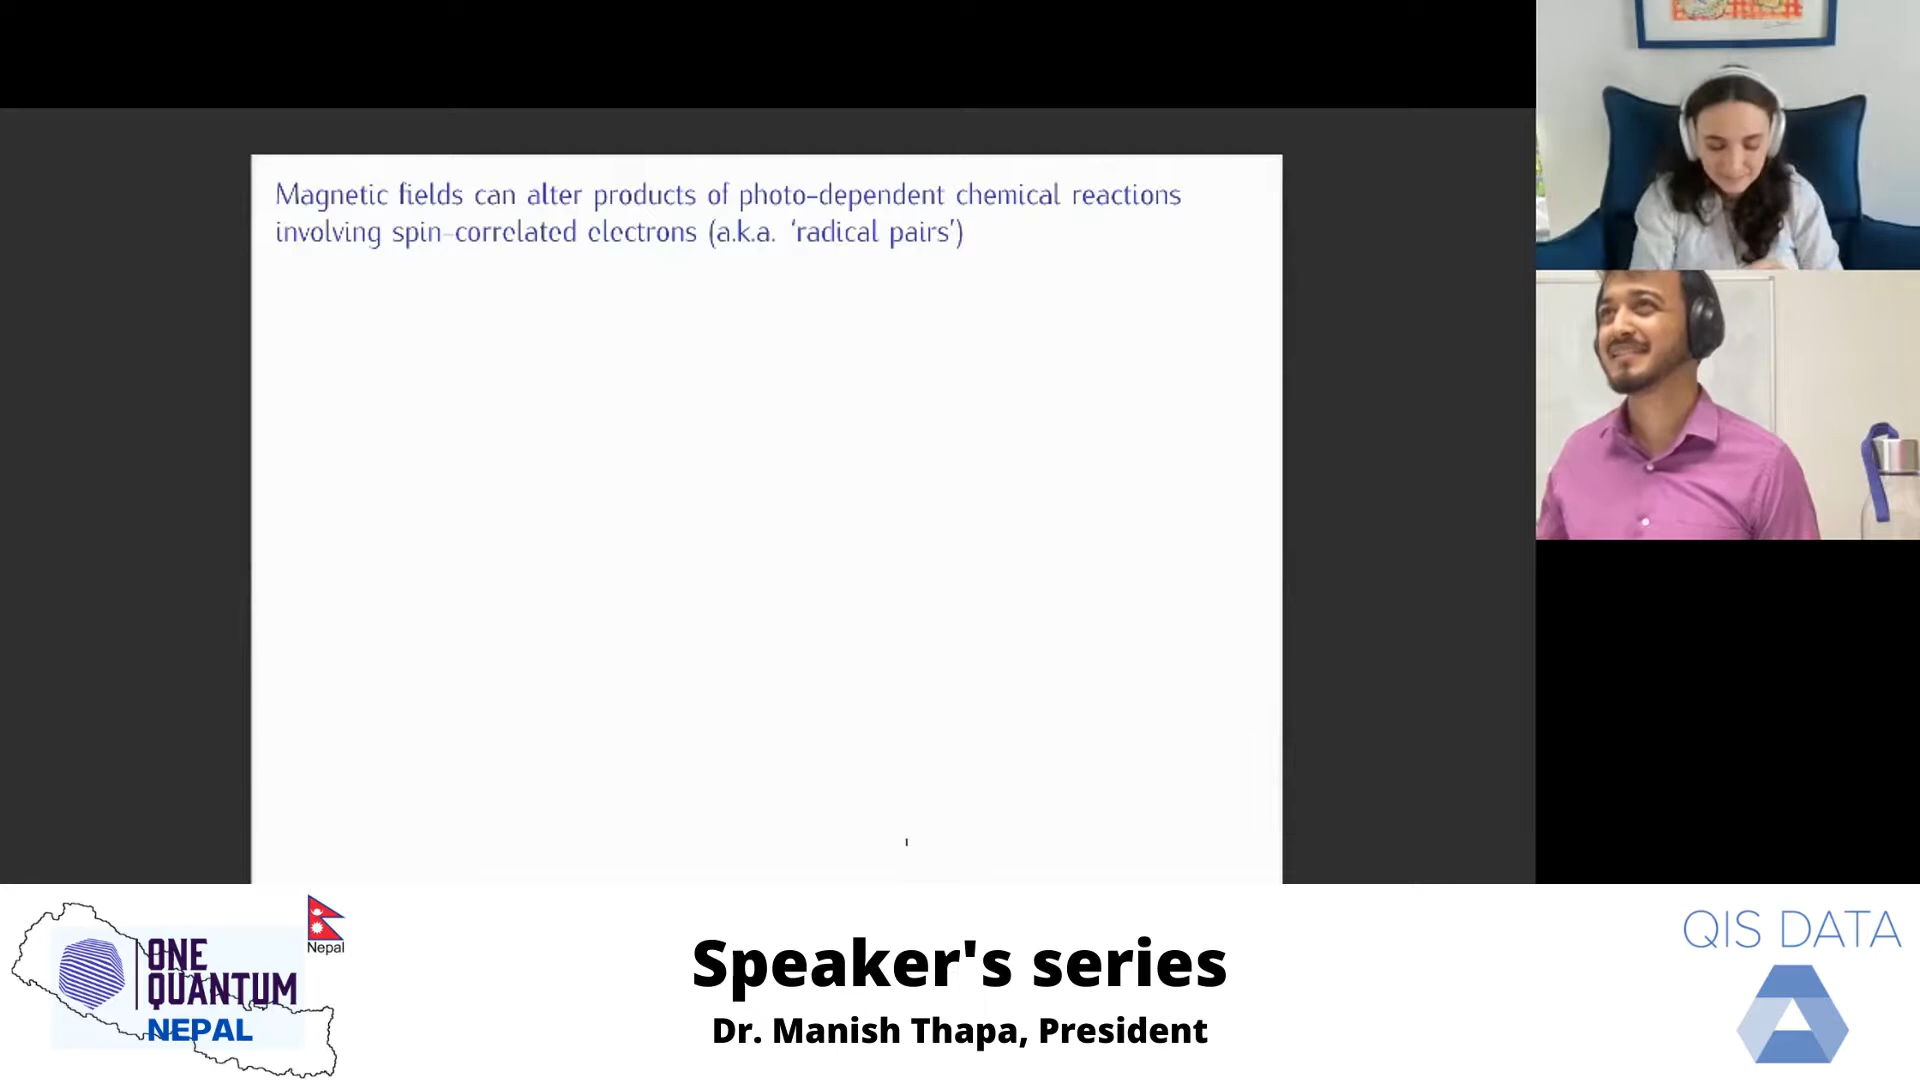 Magnetic fields can alter products of photo-dependent chemical reactions
involving spin-correlated electrons (a.k.a. ‘radical pairs’)
Nepal
ONE
QUANTUM
NEPAL
Speaker's series
Dr. Manish Thapa, President
QIS DATA